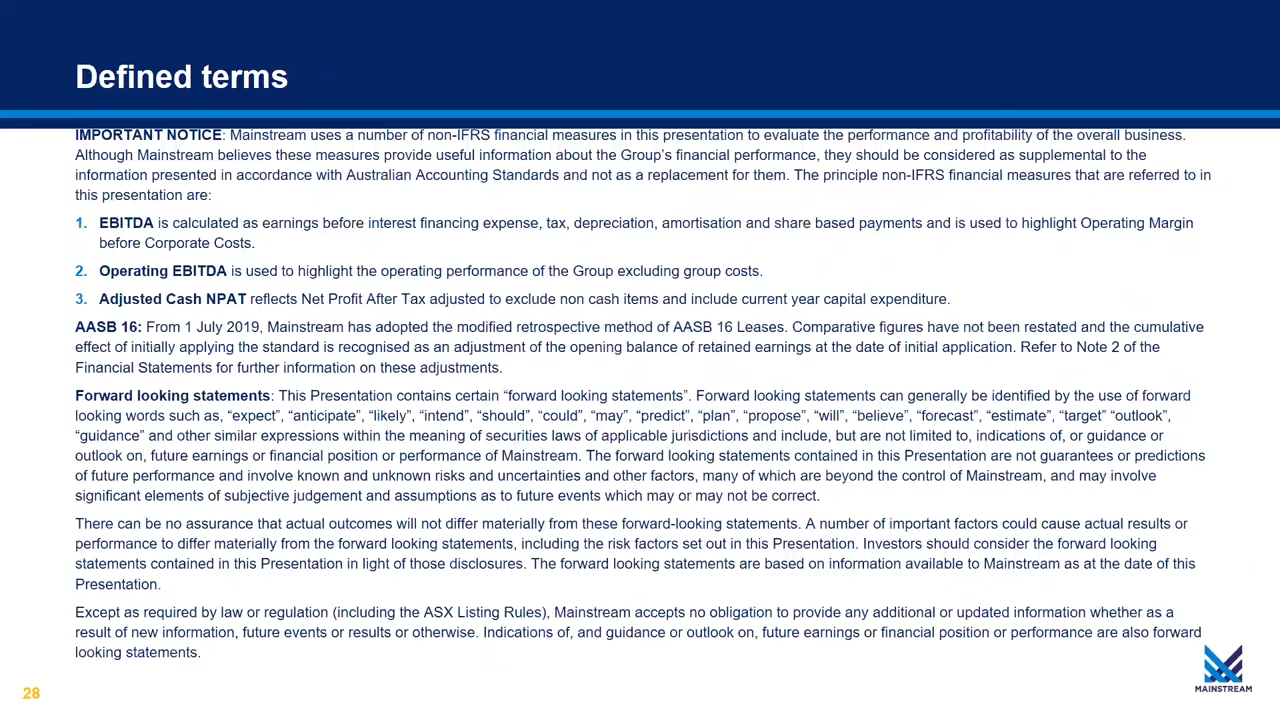 Defined terms
IMPORTANT NOTICE: Mainstream uses a number of non-IFRS financial measures in this presentation to evaluate the performance and profitability of the overall business.
Although Mainstream believes these measures provide useful information about the Group’s financial performance, they should be considered as supplemental to the
information presented in accordance with Australian Accounting Standards and not as a replacement for them. The principle non-IFRS financial measures that are referred to in
this presentation are:
1. EBITDA is calculated as earnings before interest financing expense, tax, depreciation, amortisation and share based payments and is used to highlight Operating Margin
before Corporate Costs.
2. Operating EBITDA is used to highlight the operating performance of the Group excluding group costs.
3. Adjusted Cash NPAT reflects Net Profit After Tax adjusted to exclude non cash items and include current year capital expenditure.
AASB 16: From 1 July 2019, Mainstream has adopted the modified retrospective method of AASB 16 Leases. Comparative figures have not been restated and the cumulative
effect of initially applying the standard is recognised as an adjustment of the opening balance of retained earnings at the date of initial application. Refer to Note 2 of the
Financial Statements for further information on these adjustments.
Forward looking statements: This Presentation contains certain “forward looking statements”. Forward looking statements can generally be identified by the use of forward
looking words such as, “expect”, “anticipate”, “likely”, “intend”, “should”, “could”, “may”, “predict”, “plan”, “propose”, “will”, “believe”, “forecast”, “estimate”, “target” “outlook”,
“guidance” and other similar expressions within the meaning of securities laws of applicable jurisdictions and include, but are not limited to, indications of, or guidance or
outlook on, future earnings or financial position or performance of Mainstream. The forward looking statements contained in this Presentation are not guarantees or predictions
of future performance and involve known and unknown risks and uncertainties and other factors, many of which are beyond the control of Mainstream, and may involve
significant elements of subjective judgement and assumptions as to future events which may or may not be correct.
There can be no assurance that actual outcomes will not differ materially from these forward-looking statements. A number of important factors could cause actual results or
performance to differ materially from the forward looking statements, including the risk factors set out in this Presentation. Investors should consider the forward looking
statements contained in this Presentation in light of those disclosures. The forward looking statements are based on information available to Mainstream as at the date of this
Presentation.
Except as required by law or regulation (including the ASX Listing Rules), Mainstream accepts no obligation to provide any additional or updated information whether as a
result of new information, future events or results or otherwise. Indications of, and guidance or outlook on, future earnings or financial position or performance are also forward
looking statements.
MAINSTREAM
28